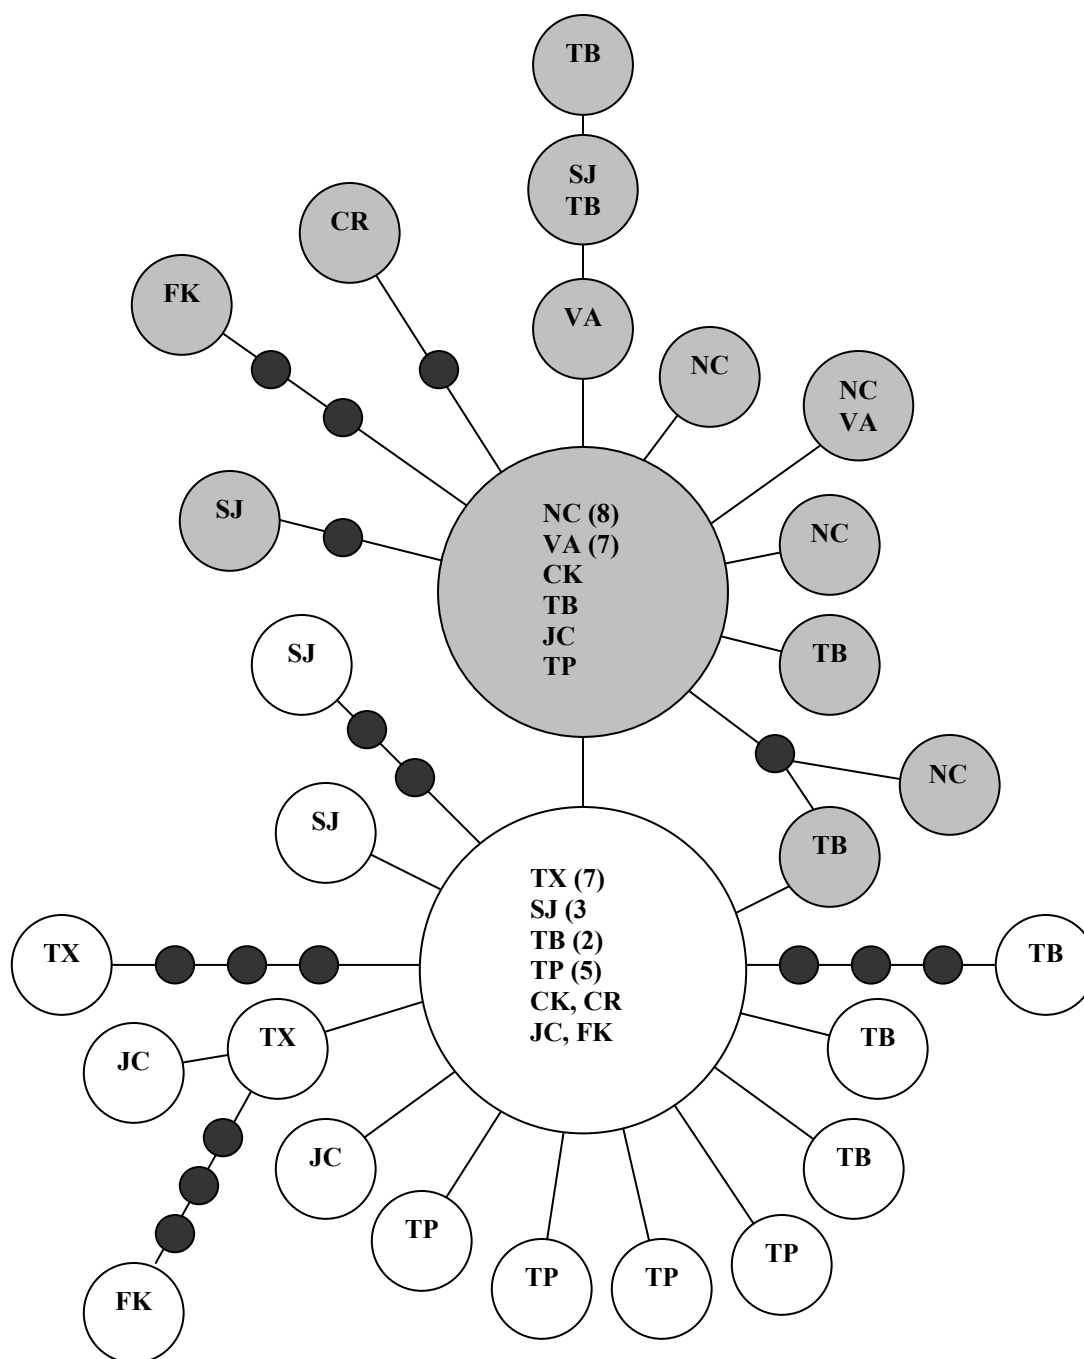 TB
SJ
TB
CR
FK
VA
NC
NC
VA
SJ
NC (8)
VA (7)
CK
TB
JC
TP
NC
TB
SJ
NC
SJ
TB
TX (7)
SJ (3
TB (2)
TP (5)
CK, CR
JC, FK
TX
TB
JC
TX
TB
JC
TB
TP
TP
TP
TP
FK